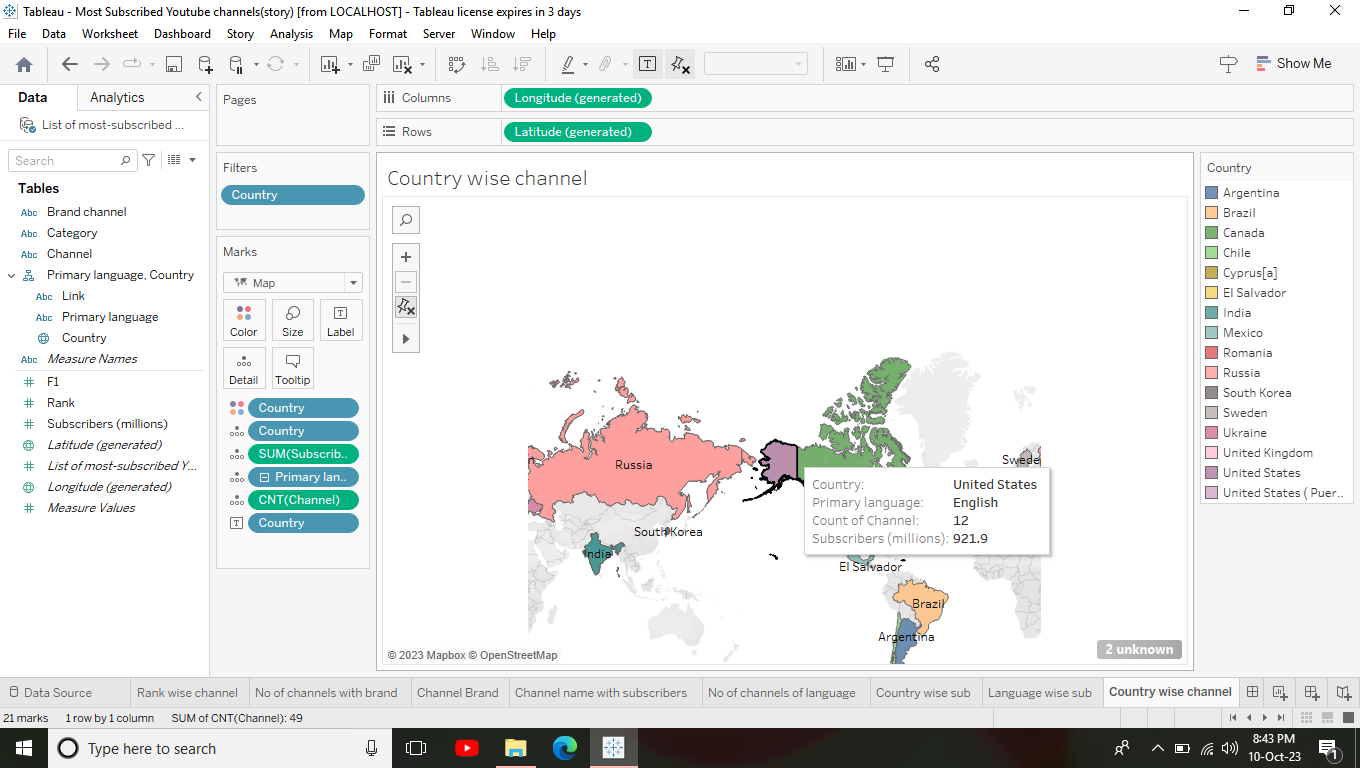 Tableau - Most Subscribed Youtube channels(story) [from LOCALHOST] - Tableau license expires in 3 days
File Data Worksheet Dashboard Story Analysis Map Format Server Window Help
Show Me
Data Analytics
List of most-subscribed ...
Search
Tables
Abc Brand channel
Abc Category
Abc Channel
Primary language, Country
Abc Link
Abc Primary language
Country
Abc Measure Names
F1
Rank
Subscribers (millions)
Latitude (generated)
List of most-subscribed Y...
Longitude (generated)
Measure Values
Pages
Filters
Country
Marks
Map
Color Size Label
Detail Tooltip
Country
Country
SUM(Subscrib..
Primary lan..
CNT(Channel)
Country
Columns Longitude (generated)
Rows Latitude (generated)
Country wise channel
Russia
Swede
South Korea
India
El Salvador
Brazil
Argentina
Country: United States
Primary language: English
Count of Channel: 12
Subscribers (millions): 921.9
© 2023 Mapbox © OpenStreetMap
2 unknown
Country
Argentina
Brazil
Canada
Chile
Cyprus[a]
El Salvador
India
Mexico
Romania
Russia
South Korea
Sweden
Ukraine
United Kingdom
United States
United States ( Puer..
Data Source Rank wise channel No of channels with brand Channel Brand Channel name with subscribers No of channels of language Country wise sub Language wise sub Country wise channel
21 marks 1 row by 1 column SUM of CNT(Channel): 49
Type here to search
8:43 PM
10-Oct-23
1